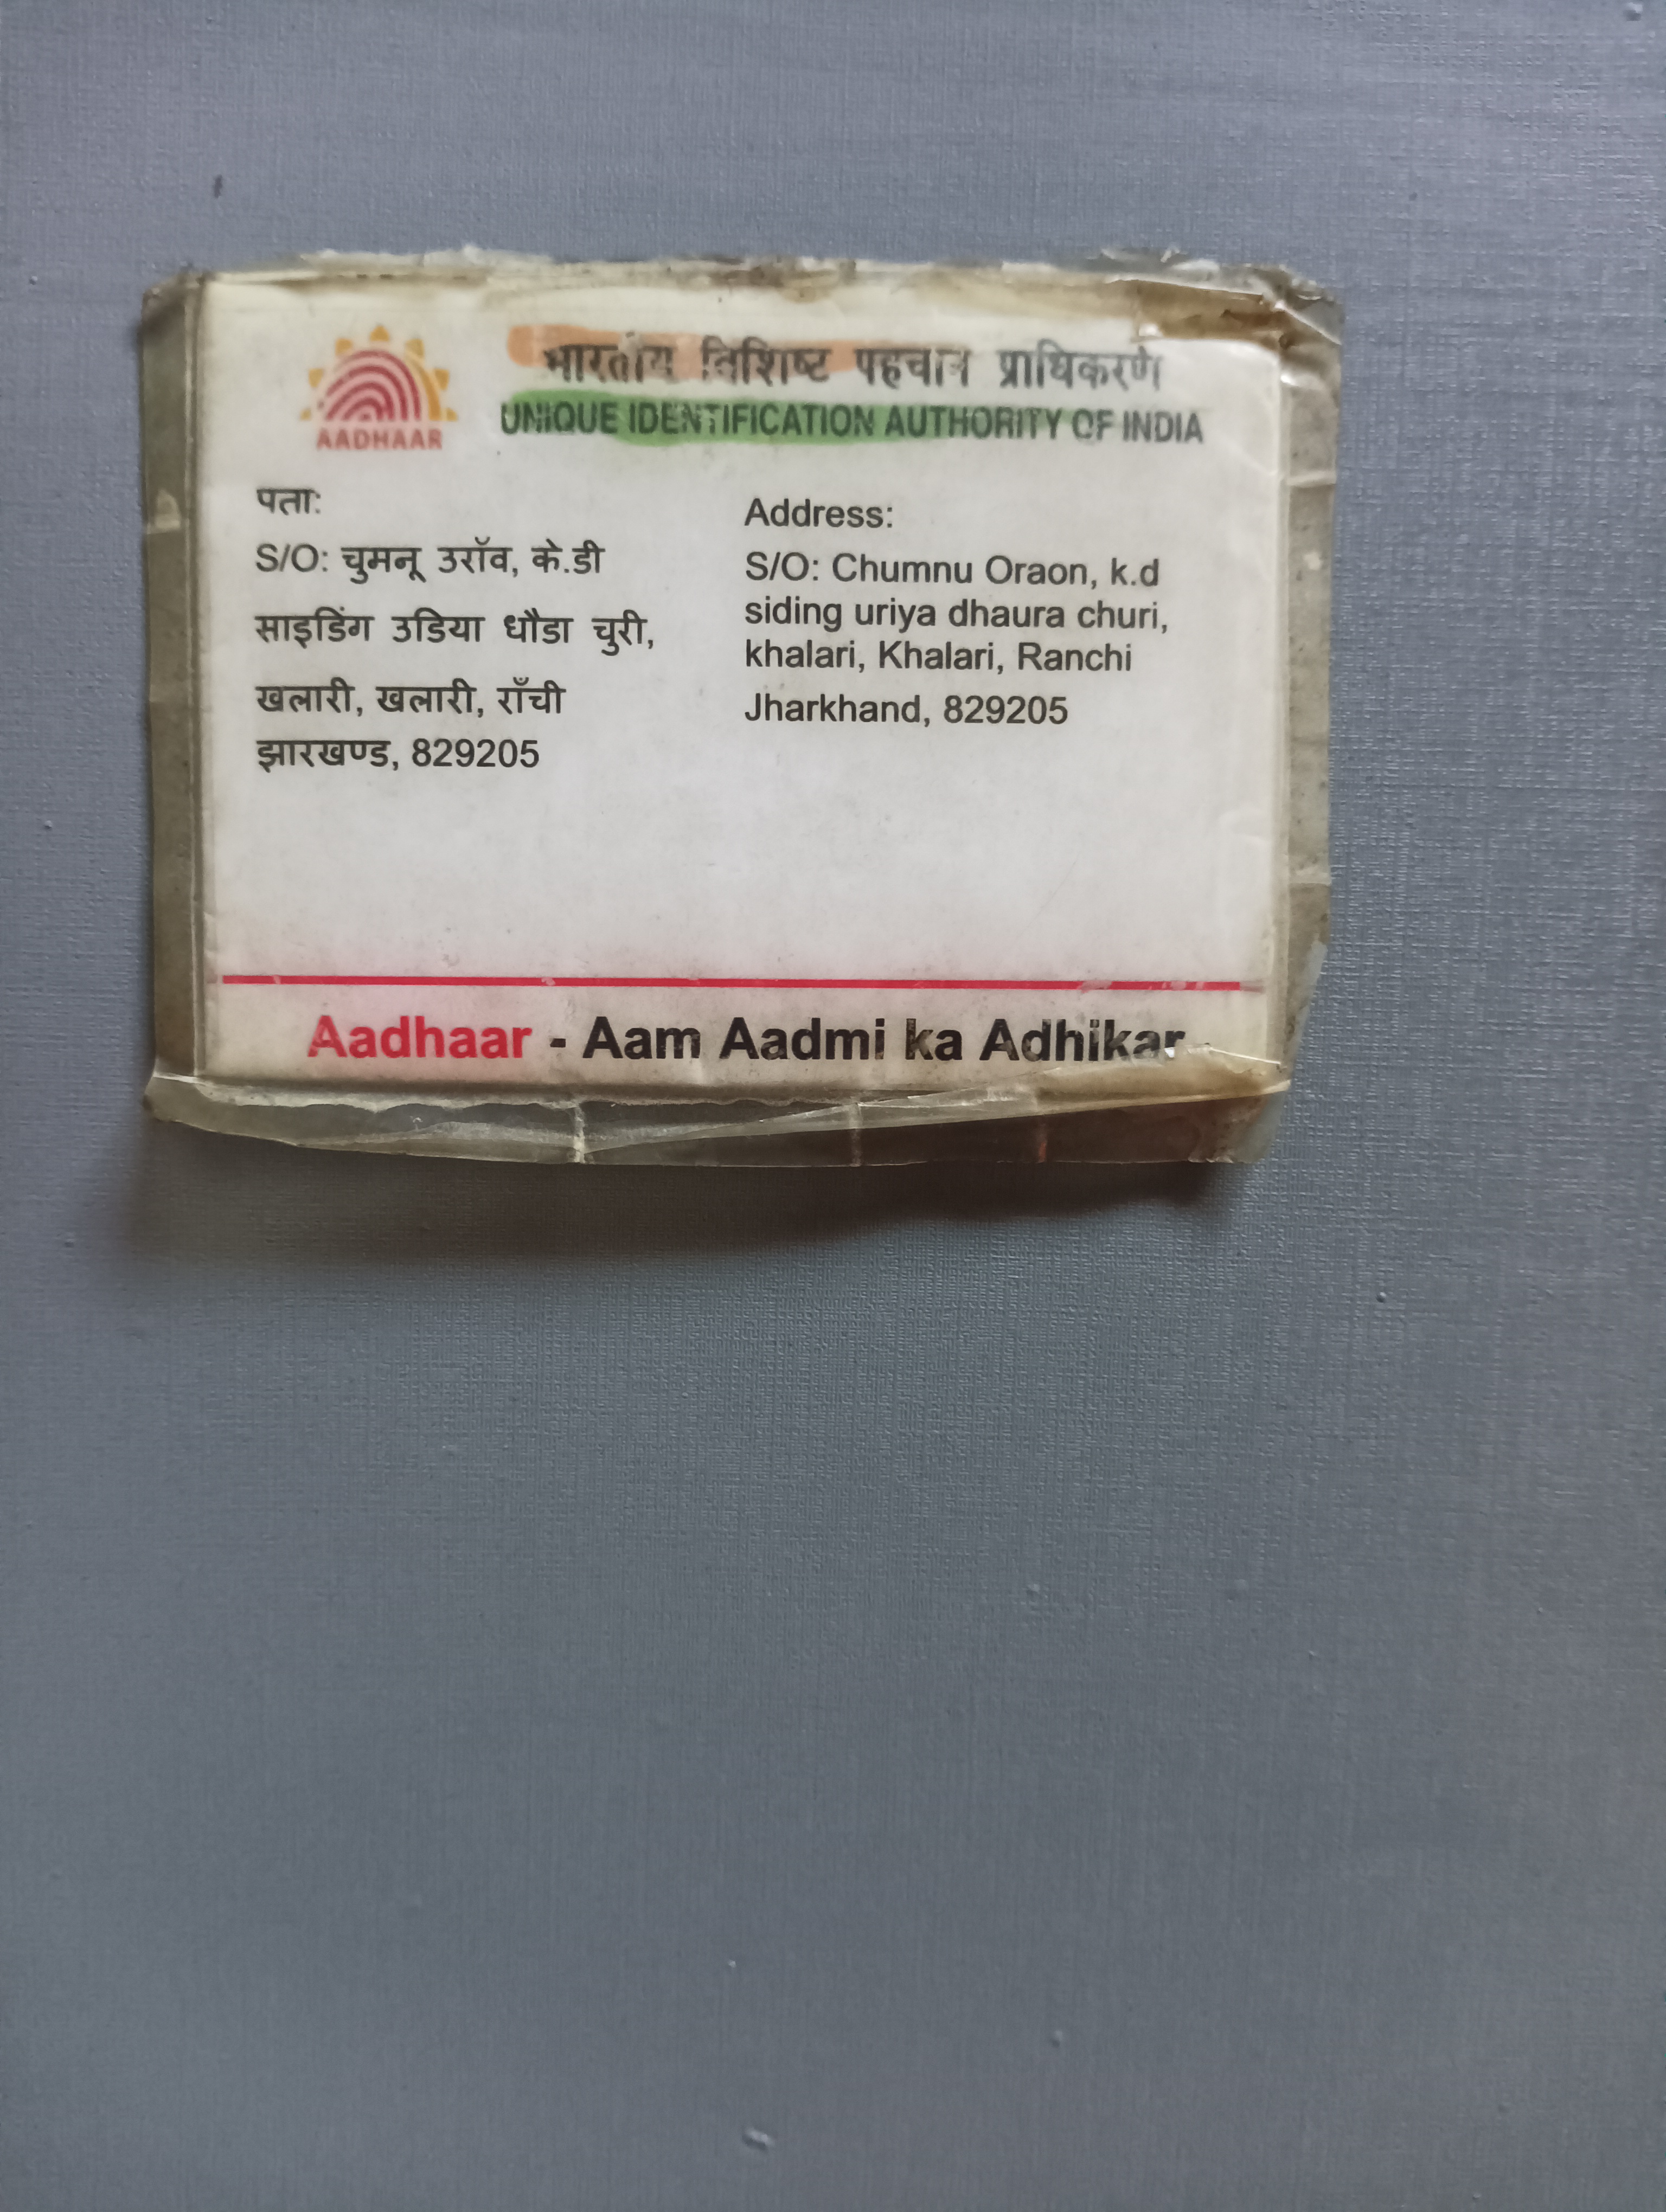 भारतीय विशिष्ट पहचान प्राधिकरण
UNIQUE IDENTIFICATION AUTHORITY OF INDIA
AADHAAR
पता:
S/O: चुमनू उरॉव, के.डी
साइडिंग उडिया धौडा चुरी,
खलारी, खलारी, राँची
झारखण्ड, 829205
Address:
S/O: Chumnu Oraon, k.d
siding uriya dhaura churi,
khalari, Khalari, Ranchi
Jharkhand, 829205
Aadhaar - Aam Aadmi ka Adhikar